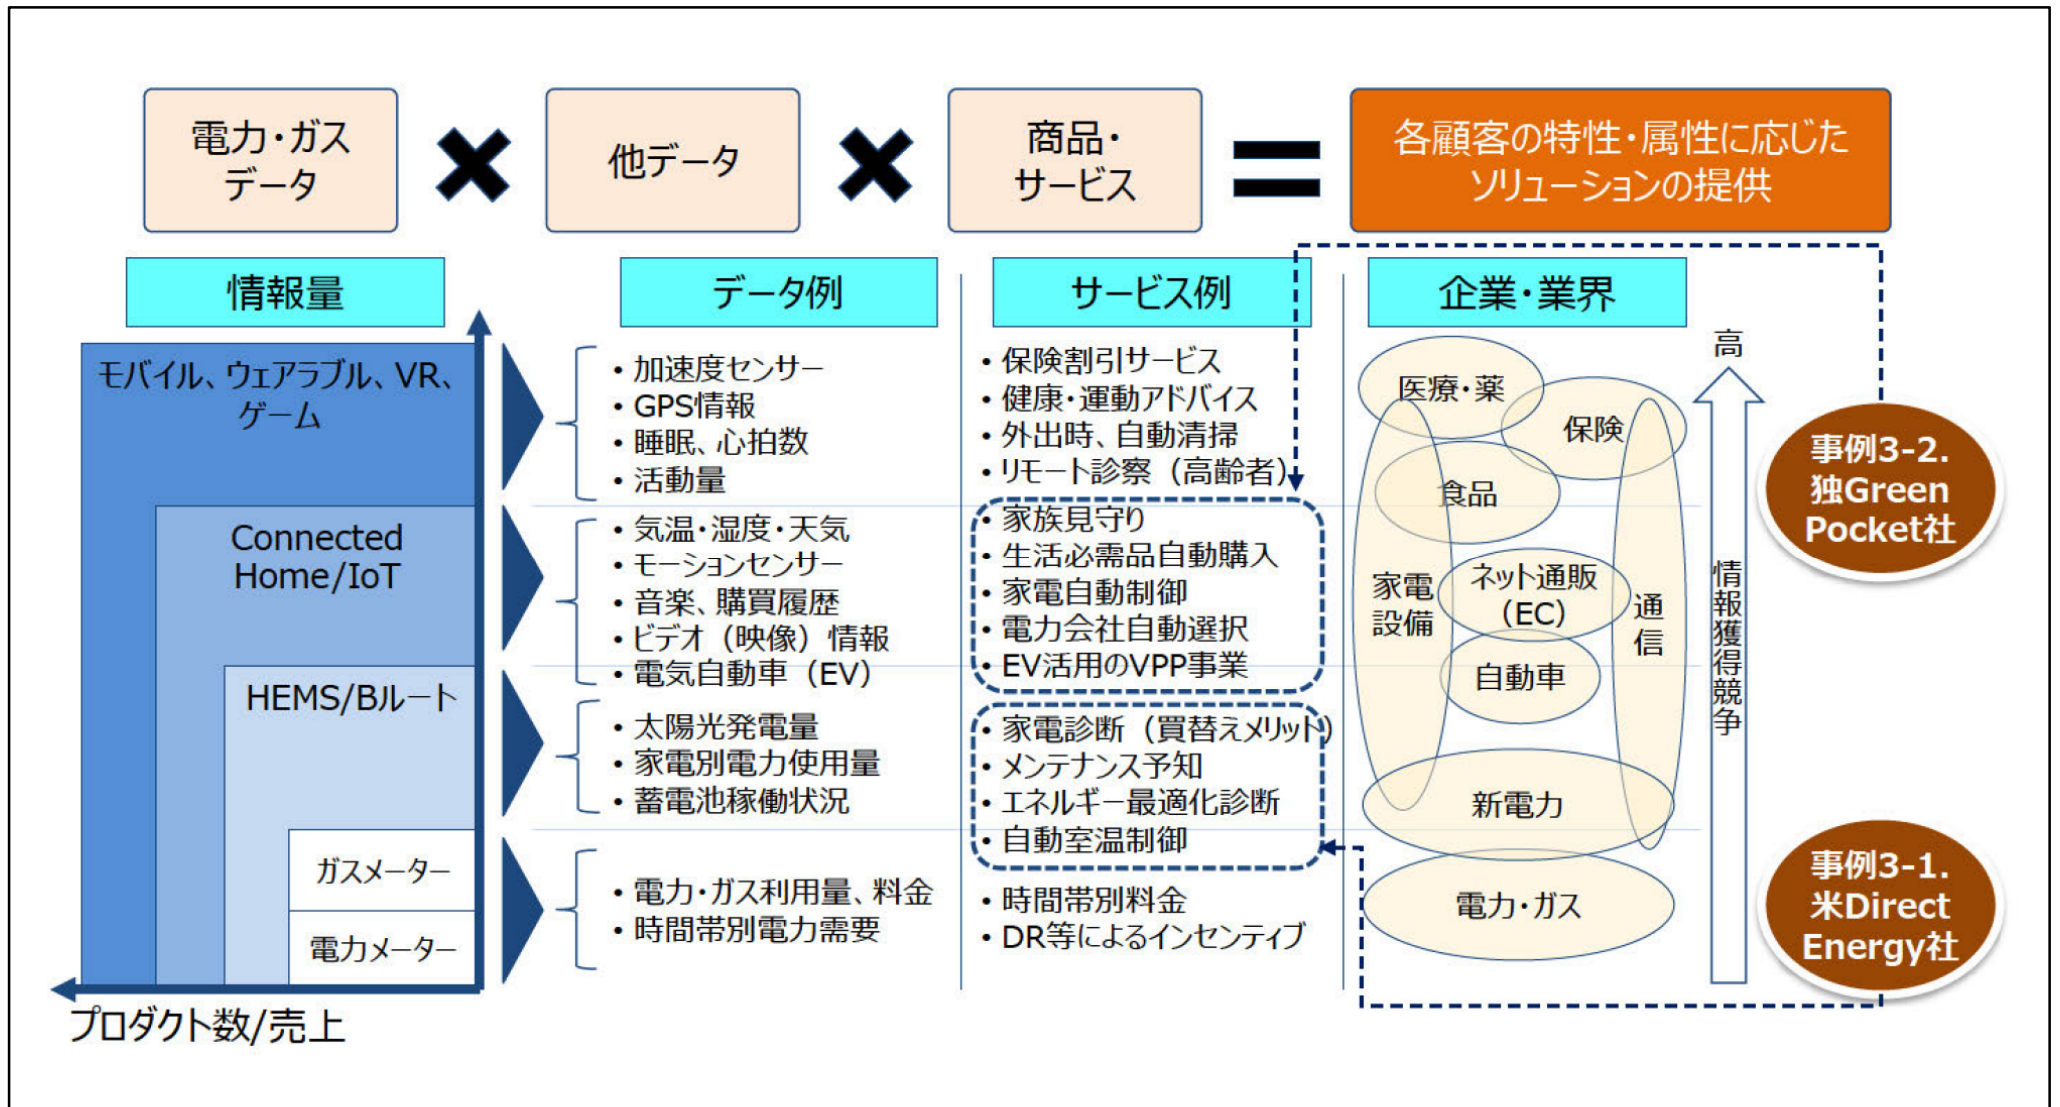 電力・ガス
データ
他データ
商品・
サービス
各顧客の特性・属性に応じた
ソリューションの提供
情報量
データ例
サービス例
企業・業界
モバイル、ウェアラブル、VR、
ゲーム
Connected
Home/IoT
HEMS/Bルート
ガスメーター
電力メーター
プロダクト数/売上
・加速度センサー
・GPS情報
・睡眠、心拍数
・活動量
・気温・湿度・天気
・モーションセンサー
・音楽、購買履歴
・ビデオ（映像）情報
・電気自動車（EV）
・太陽光発電量
・家電別電力使用量
・蓄電池稼働状況
・電力・ガス利用量、料金
・時間帯別電力需要
・保険割引サービス
・健康・運動アドバイス
・外出時、自動清掃
・リモート診察（高齢者）
・家族見守り
・生活必需品自動購入
・家電自動制御
・電力会社自動選択
・EV活用のVPP事業
・家電診断（買替えメリット）
・メンテナンス予知
・エネルギー最適化診断
・自動室温制御
・時間帯別料金
・DR等によるインセンティブ
医療・薬
保険
食品
家電
設備
ネット通販
（EC）
通信
自動車
新電力
電力・ガス
高
情報獲得競争
事例3-2.
独Green
Pocket社
事例3-1.
米Direct
Energy社